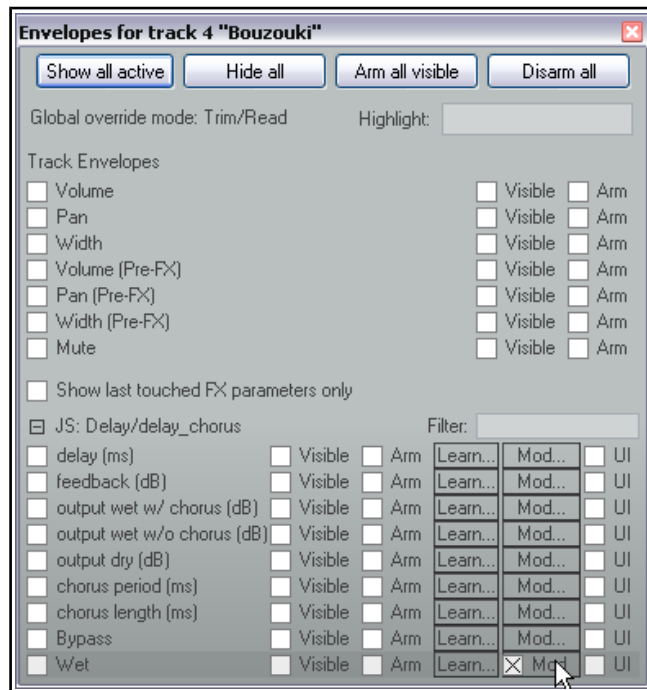 Envelopes for track 4 "Bouzouki"
Show all active Hide all Arm all visible Disarm all
Global override mode: Trim/Read Highlight:
Track Envelopes
Volume Visible Arm
Pan Visible Arm
Width Visible Arm
Volume (Pre-FX) Visible Arm
Pan (Pre-FX) Visible Arm
Width (Pre-FX) Visible Arm
Mute Visible Arm
Show last touched FX parameters only
JS: Delay/delay_chorus Filter:
delay (ms) Visible Arm Learn... Mod... UI
feedback (dB) Visible Arm Learn... Mod... UI
output wet w/ chorus (dB) Visible Arm Learn... Mod... UI
output wet w/o chorus (dB) Visible Arm Learn... Mod... UI
output dry (dB) Visible Arm Learn... Mod... UI
chorus period (ms) Visible Arm Learn... Mod... UI
chorus length (ms) Visible Arm Learn... Mod... UI
Bypass Visible Arm Learn... Mod... UI
Wet Visible Arm Learn... Mod UI